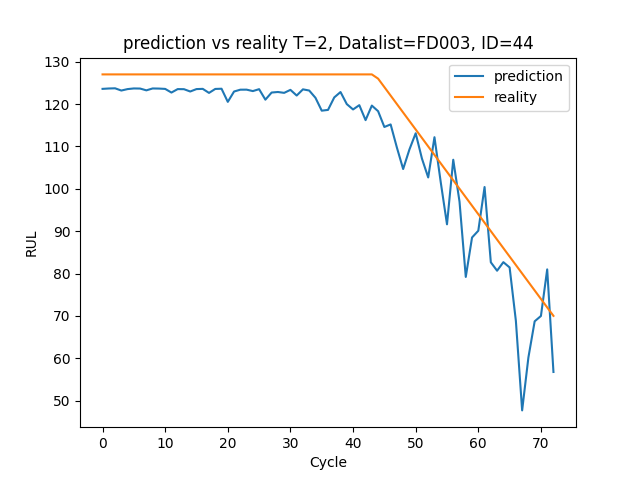 prediction vs reality T=2, Datalist=FD003, ID=44
prediction
reality
130
120
110
100
90
80
70
60
50
RUL
0 10 20 30 40 50 60 70
Cycle